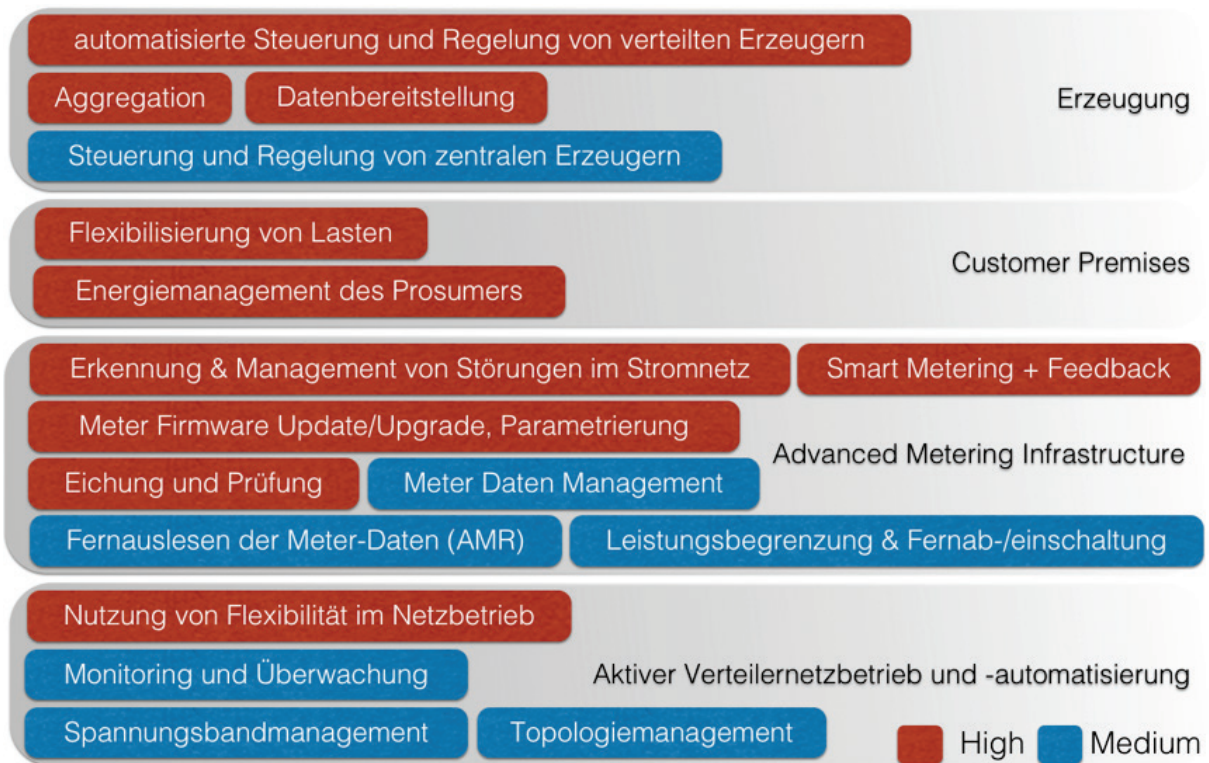 automatisierte Steuerung und Regelung von verteilten Erzeugern
Aggregation
Datenbereitstellung
Erzeugung
Steuerung und Regelung von zentralen Erzeugern
Flexibilisierung von Lasten
Customer Premises
Energiemanagement des Prosumers
Erkennung & Management von Störungen im Stromnetz
Smart Metering + Feedback
Meter Firmware Update/Upgrade, Parametrierung
Advanced Metering Infrastructure
Eichung und Prüfung
Meter Daten Management
Fernauslesen der Meter-Daten (AMR)
Leistungsbegrenzung & Fernab-/einschaltung
Nutzung von Flexibilität im Netzbetrieb
Monitoring und Überwachung
Aktiver Verteilernetzbetrieb und -automatisierung
Spannungsbandmanagement
Topologiemanagement
High
Medium